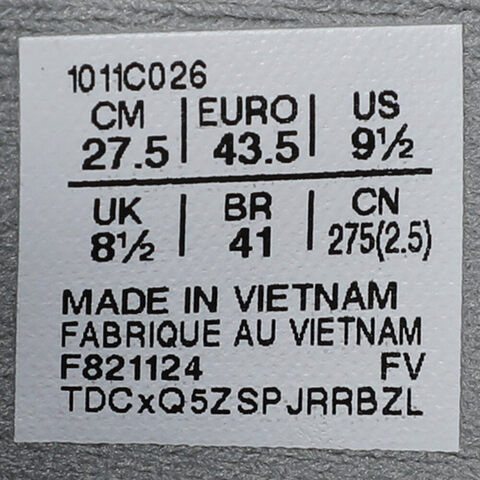 1011C026
CM | EURO | US
27.5 | 43.5 | 9½
UK | BR | CN
8½ | 41 | 275(2.5)
MADE IN VIETNAM
FABRIQUE AU VIETNAM
F821124 FV
TDCxQ5ZSPJRRBZL